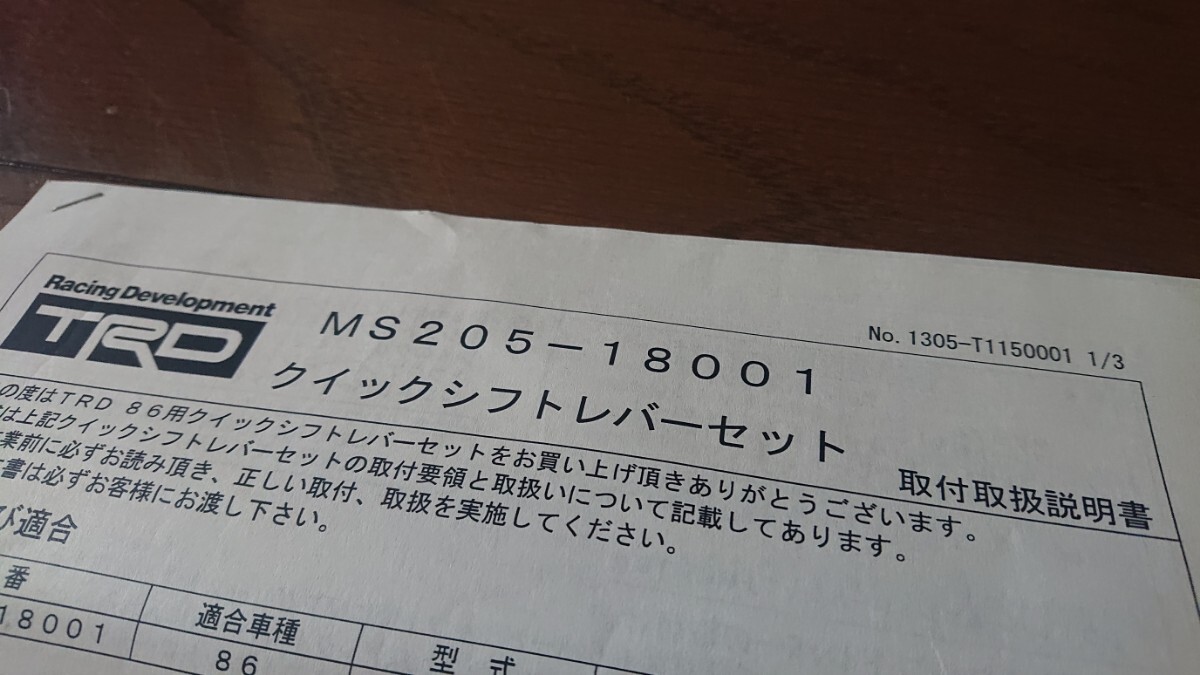 No. 1305-T1150001 1/3
Racing Development
TRD
MS205-18001
クイックシフトレバーセット
取付取扱説明書
の度はTRD 86用クイックシフトレバーセットをお買い上げ頂きありがとうございます。
は上記クイックシフトレバーセットの取付要領と取扱いについて記載してあります。
業前に必ずお読み頂き、正しい取付、取扱を実施してください。
書は必ずお客様にお渡し下さい。
び適合
番 適合車種 型 式
18001 86